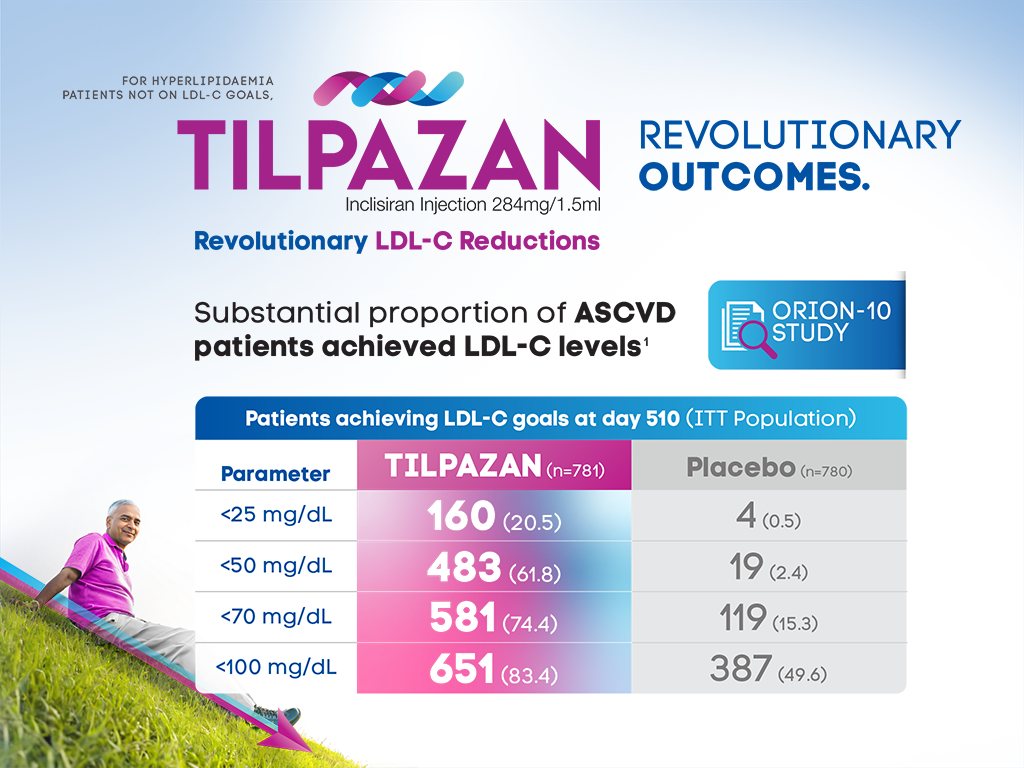 FOR HYPERLIPIDAEMIA
PATIENTS NOT ON LDL-C GOALS,
TILPAZAN
Inclisiran Injection 284mg/1.5ml
REVOLUTIONARY
OUTCOMES.
Revolutionary LDL-C Reductions
Substantial proportion of ASCVD
patients achieved LDL-C levels¹
ORION-10
STUDY
Patients achieving LDL-C goals at day 510 (ITT Population)
Parameter TILPAZAN (n=781) Placebo (n=780)
<25 mg/dL 160 (20.5) 4 (0.5)
<50 mg/dL 483 (61.8) 19 (2.4)
<70 mg/dL 581 (74.4) 119 (15.3)
<100 mg/dL 651 (83.4) 387 (49.6)